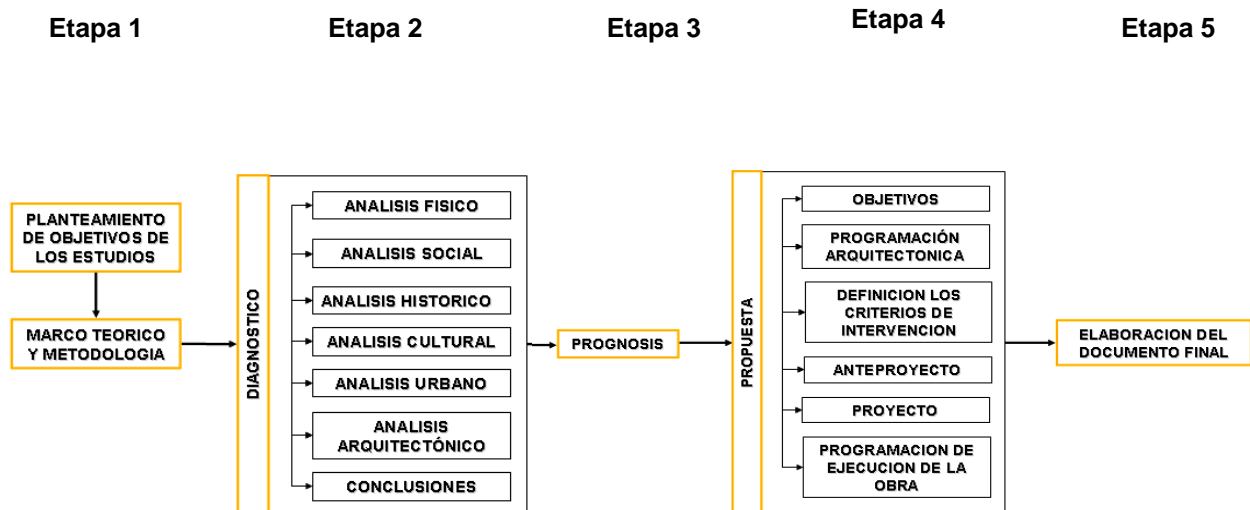 Etapa 1
Etapa 2
Etapa 3
Etapa 4
Etapa 5
PLANTEAMIENTO
DE OBJETIVOS DE
LOS ESTUDIOS
MARCO TEORICO
Y METODOLOGIA
DIAGNOSTICO
ANALISIS FISICO
ANALISIS SOCIAL
ANALISIS HISTORICO
ANALISIS CULTURAL
ANALISIS URBANO
ANALISIS
ARQUITECTÓNICO
CONCLUSIONES
PROGNOSIS
PROPUESTA
OBJETIVOS
PROGRAMACIÓN
ARQUITECTONICA
DEFINICION LOS
CRITERIOS DE
INTERVENCION
ANTEPROYECTO
PROYECTO
PROGRAMACION DE
EJECUCION DE LA
OBRA
ELABORACION DEL
DOCUMENTO FINAL